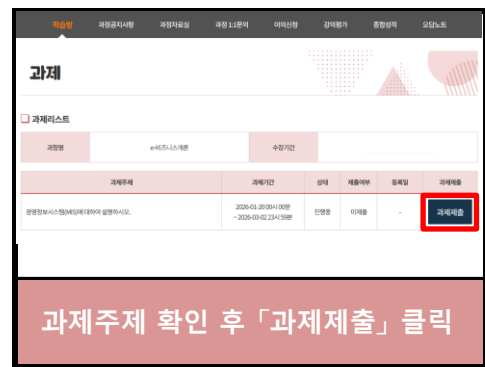 학습방 과정공지사항 과정자료실 과정 1:1문의 이의신청 강의평가 종합성적 오답노트
과제
과제리스트
과정명 e-비즈니스개론 수강기간
과제주제 과제기간 상태 제출여부 등록일 과제제출
경영정보시스템(MIS)에 대하여 설명하시오. 2026-01-20 00시 00분 진행중 미제출 - 과제제출
~ 2026-03-02 23시 59분
과제주제 확인 후 「과제제출」 클릭